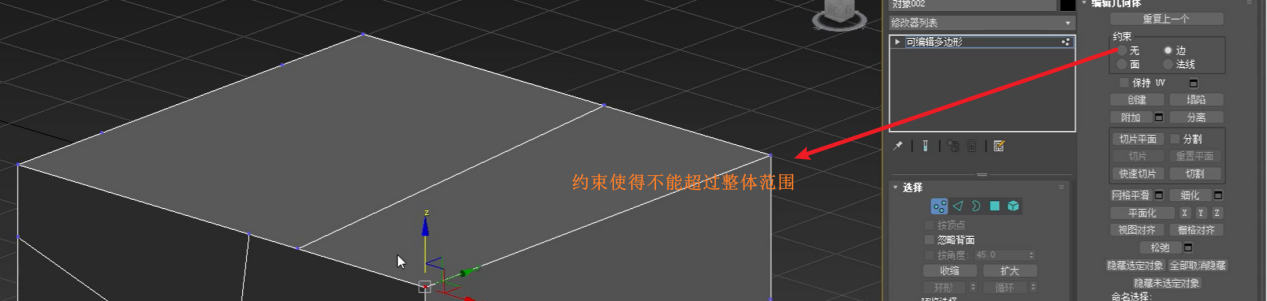 对象002
修改器列表
可编辑多边形
选择
按顶点
忽略背面
按角度: 45.0
收缩 扩大
环形 循环
编辑几何体
重复上一个
约束
无 边
面 法线
保持 UV
创建 塌陷
附加 分离
切片平面 分割
切片 重置平面
快速切片 切割
网格平滑 细化
平面化 X Y Z
视图对齐 栅格对齐
松弛
隐藏选定对象 全部取消隐藏
隐藏未选定对象
命名选择:
约束使得不能超过整体范围
z